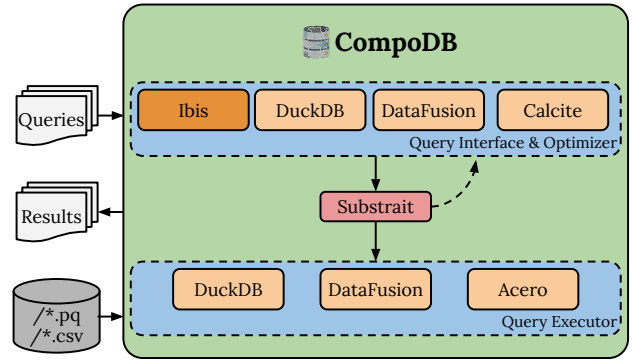 CompoDB
Queries
Ibis
DuckDB
DataFusion
Calcite
Query Interface & Optimizer
Results
Substrait
DuckDB
DataFusion
Acero
Query Executor
/*.pq
/*.csv